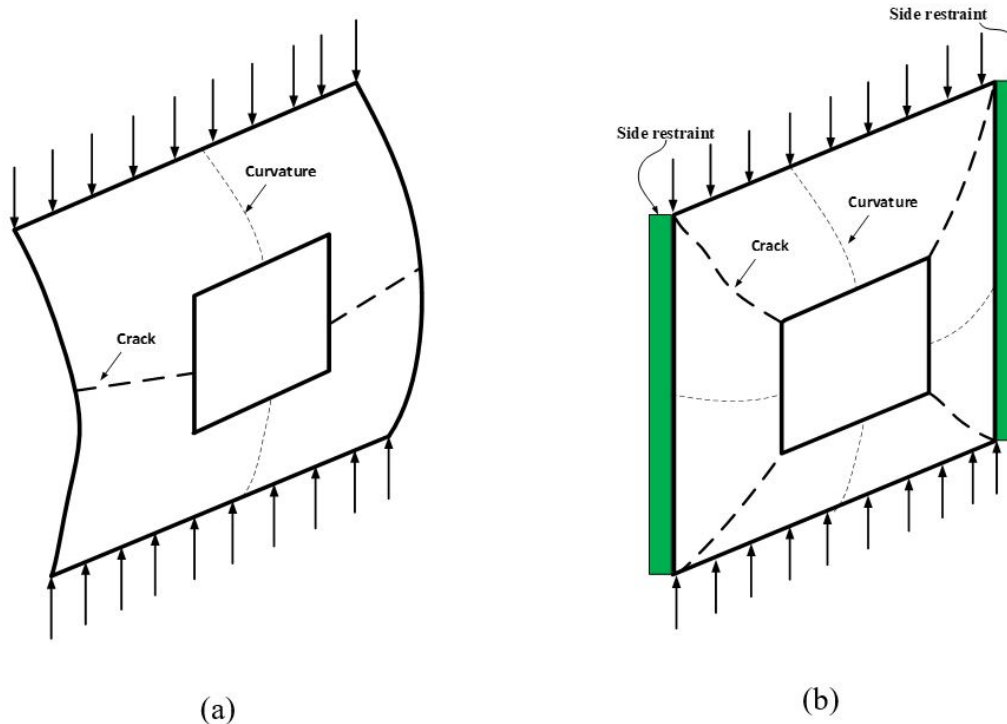 Side restraint
Side restraint
Curvature
Curvature
Crack
Crack
(a)
(b)